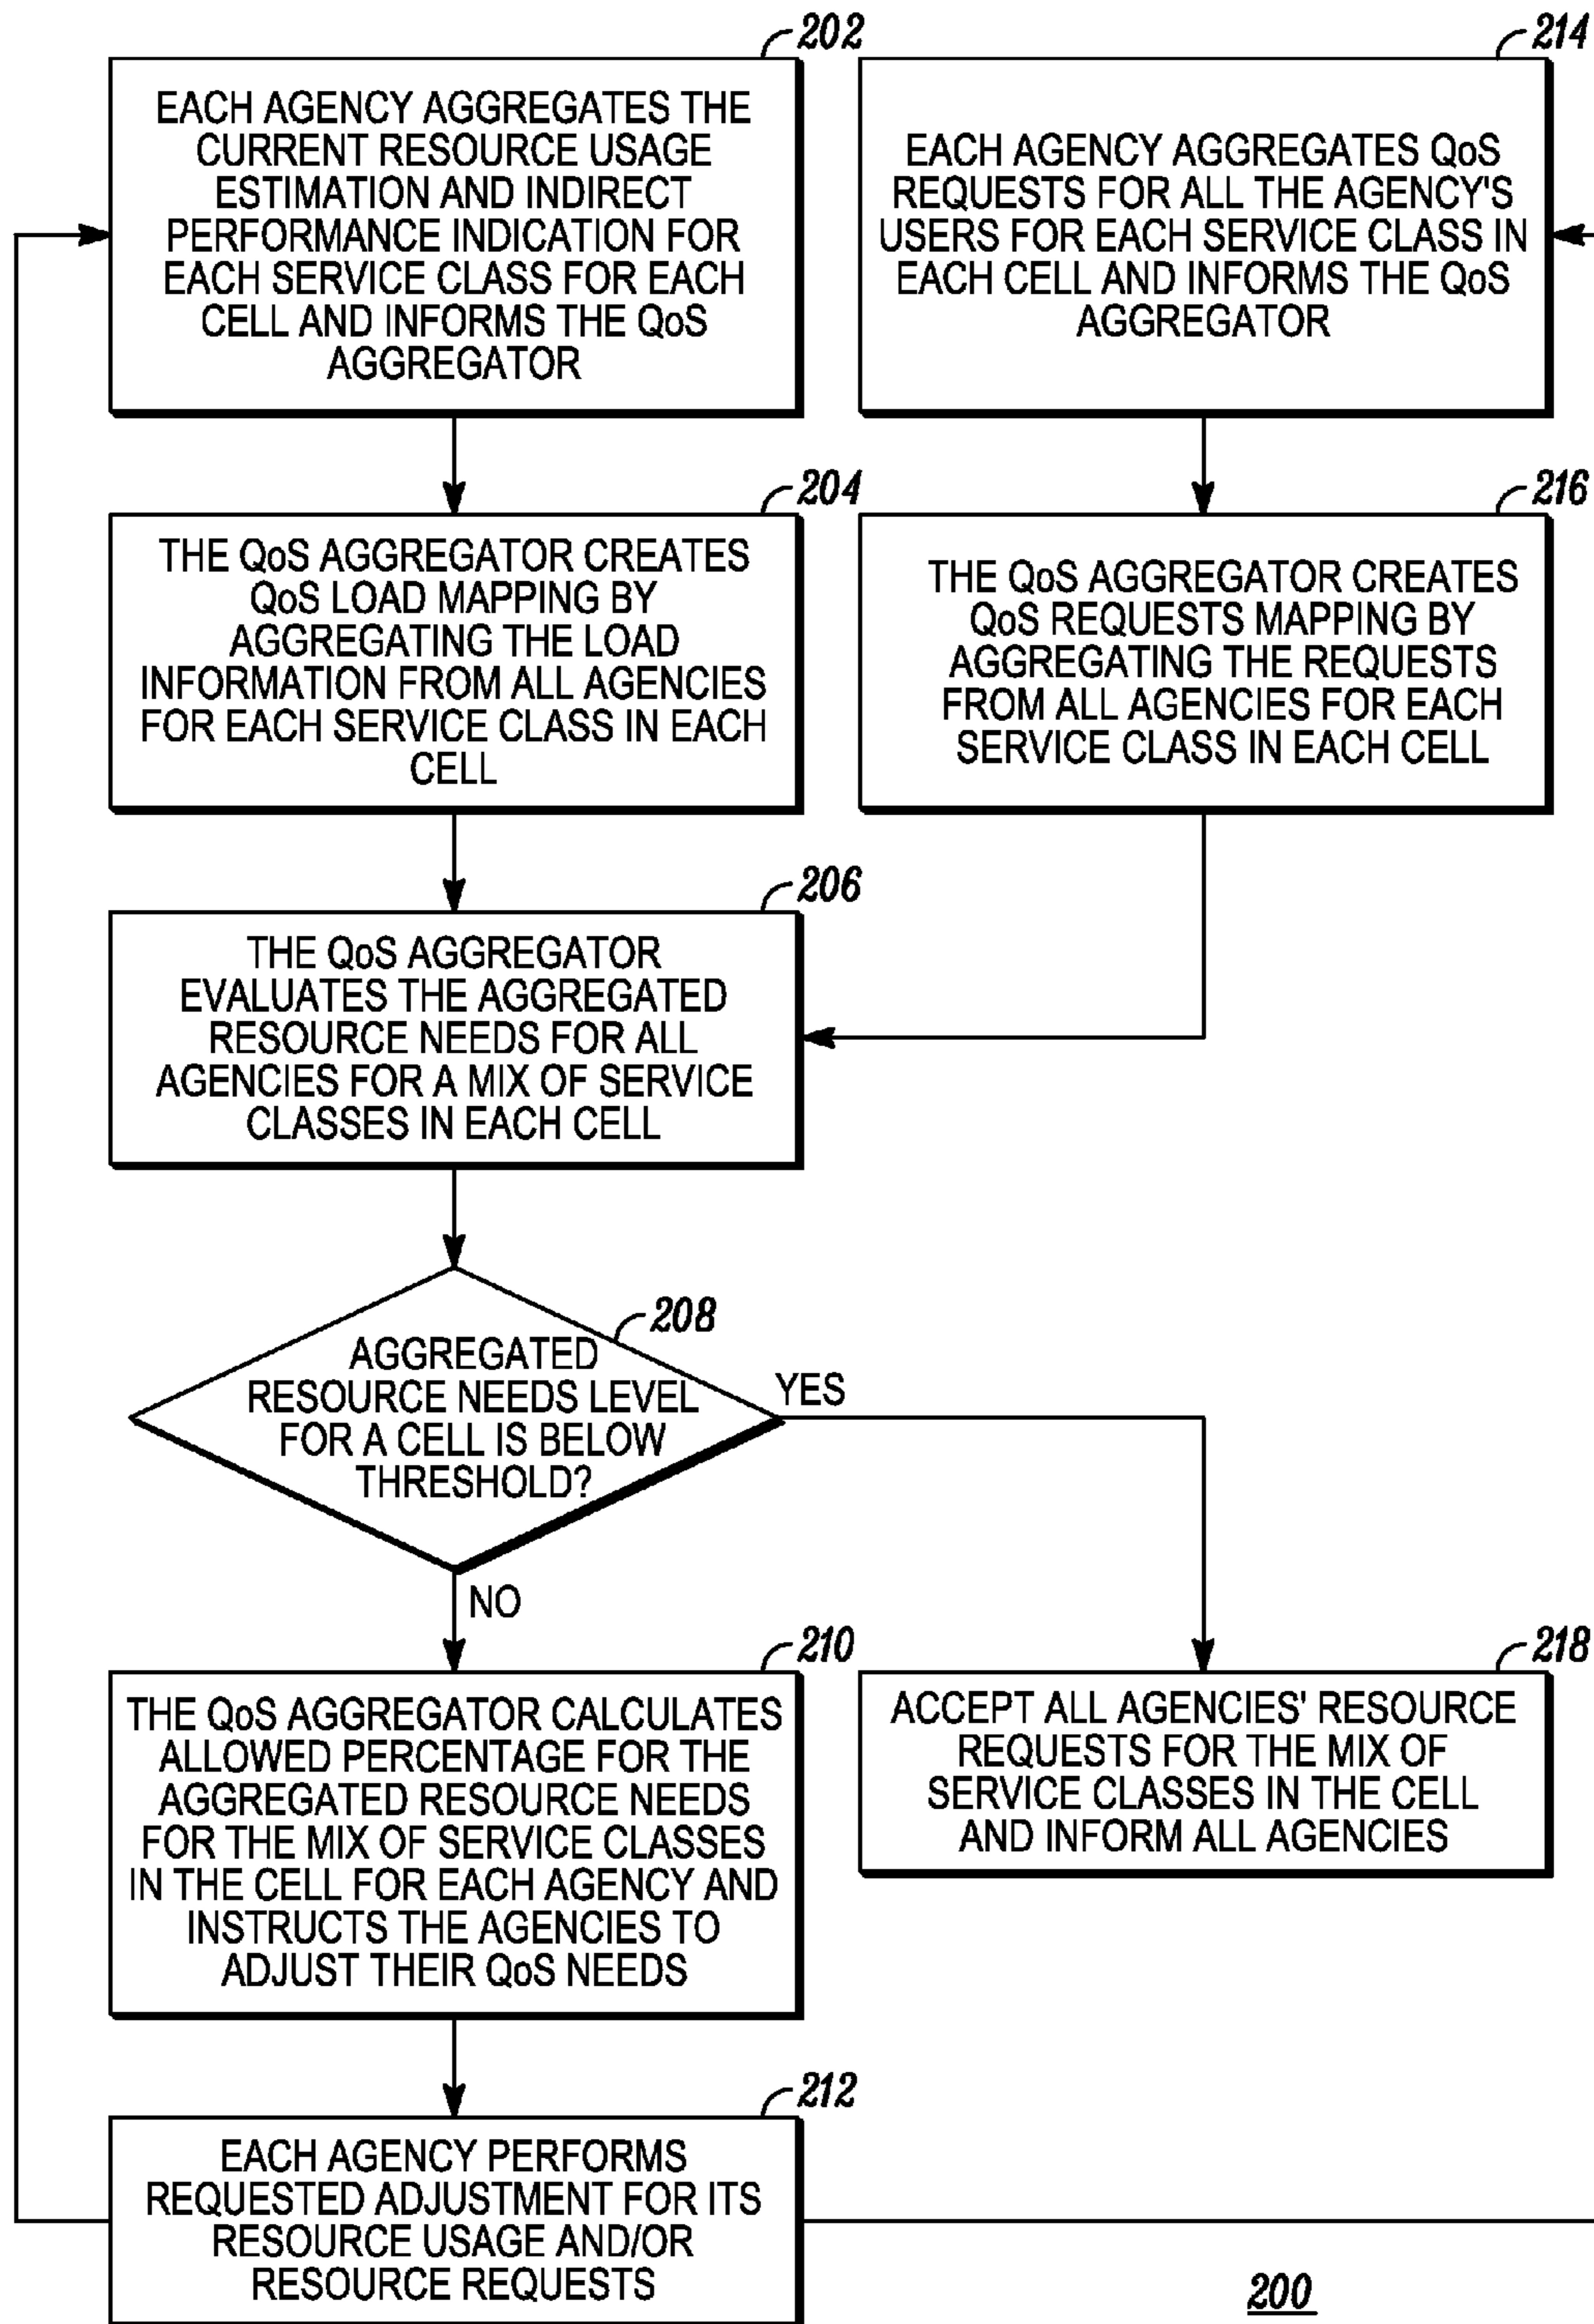 202
EACH AGENCY AGGREGATES THE
CURRENT RESOURCE USAGE
ESTIMATION AND INDIRECT
PERFORMANCE INDICATION FOR
EACH SERVICE CLASS FOR EACH
CELL AND INFORMS THE QoS
AGGREGATOR
214
EACH AGENCY AGGREGATES QoS
REQUESTS FOR ALL THE AGENCY'S
USERS FOR EACH SERVICE CLASS IN
EACH CELL AND INFORMS THE QoS
AGGREGATOR
204
THE QoS AGGREGATOR CREATES
QoS LOAD MAPPING BY
AGGREGATING THE LOAD
INFORMATION FROM ALL AGENCIES
FOR EACH SERVICE CLASS IN EACH
CELL
216
THE QoS AGGREGATOR CREATES
QoS REQUESTS MAPPING BY
AGGREGATING THE REQUESTS
FROM ALL AGENCIES FOR EACH
SERVICE CLASS IN EACH CELL
206
THE QoS AGGREGATOR
EVALUATES THE AGGREGATED
RESOURCE NEEDS FOR ALL
AGENCIES FOR A MIX OF SERVICE
CLASSES IN EACH CELL
208
AGGREGATED
RESOURCE NEEDS LEVEL
FOR A CELL IS BELOW
THRESHOLD?
YES
NO
210
THE QoS AGGREGATOR CALCULATES
ALLOWED PERCENTAGE FOR THE
AGGREGATED RESOURCE NEEDS
FOR THE MIX OF SERVICE CLASSES
IN THE CELL FOR EACH AGENCY AND
INSTRUCTS THE AGENCIES TO
ADJUST THEIR QoS NEEDS
218
ACCEPT ALL AGENCIES' RESOURCE
REQUESTS FOR THE MIX OF
SERVICE CLASSES IN THE CELL
AND INFORM ALL AGENCIES
212
EACH AGENCY PERFORMS
REQUESTED ADJUSTMENT FOR ITS
RESOURCE USAGE AND/OR
RESOURCE REQUESTS
200